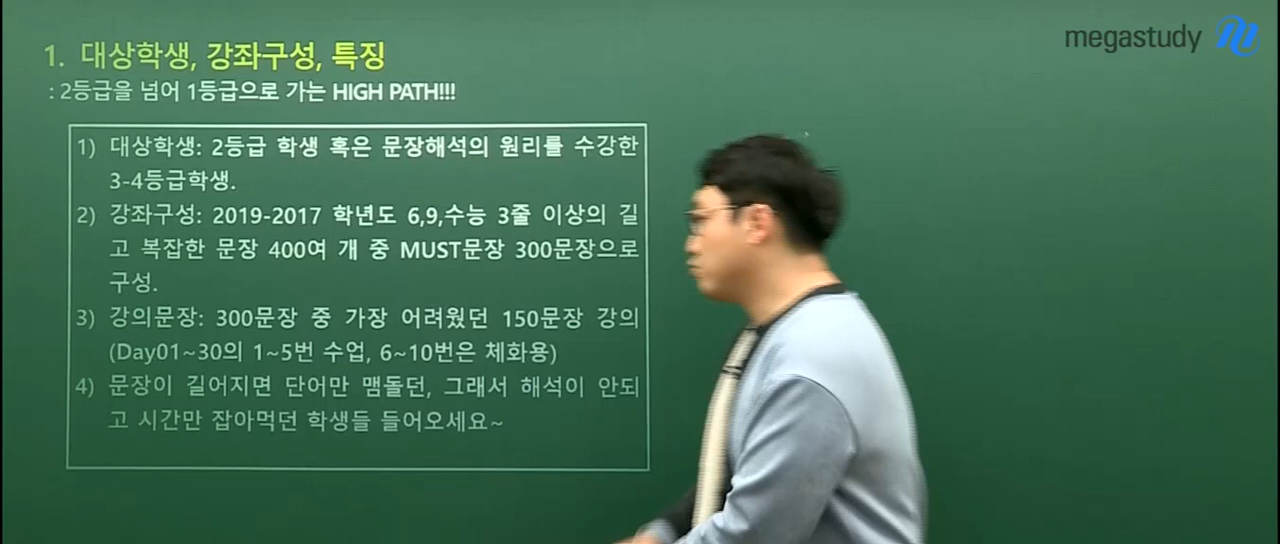 megastudy
1. 대상학생, 강좌구성, 특징
: 2등급을 넘어 1등급으로 가는 HIGH PATH!!!
1) 대상학생: 2등급 학생 혹은 문장해석의 원리를 수강한
3-4등급학생.
2) 강좌구성: 2019-2017 학년도 6,9,수능 3줄 이상의 길
고 복잡한 문장 400여 개 중 MUST문장 300문장으로
구성.
3) 강의문장: 300문장 중 가장 어려웠던 150문장 강의
(Day01~30의 1~5번 수업, 6~10번은 체화용)
4) 문장이 길어지면 단어만 맴돌던, 그래서 해석이 안되
고 시간만 잡아먹던 학생들 들어오세요~